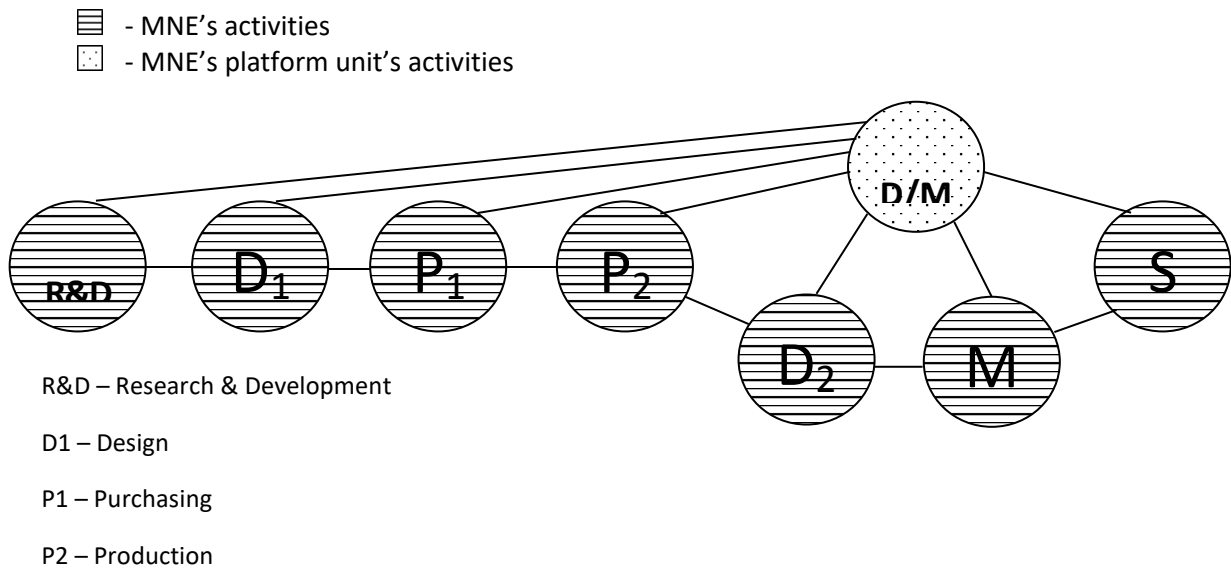 - MNE’s activities
- MNE’s platform unit’s activities
D/M
R&D
D₁
P₁
P₂
S
D₂
M
R&D – Research & Development
D1 – Design
P1 – Purchasing
P2 – Production